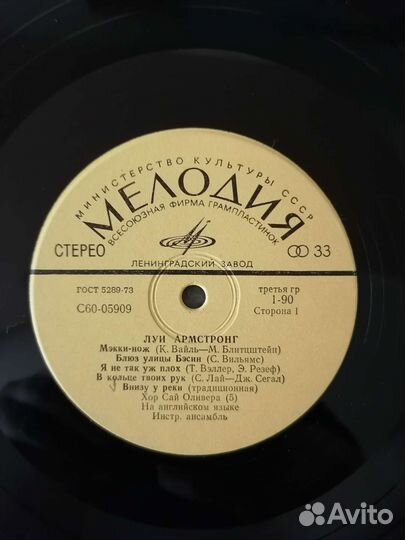 МИНИСТЕРСТВО КУЛЬТУРЫ СССР
МЕЛОДИЯ
ВСЕСОЮЗНАЯ ФИРМА ГРАМПЛАСТИНОК
СТЕРЕО
33
ЛЕНИНГРАДСКИЙ ЗАВОД
ГОСТ 5289-73
третья гр
С60-05909
1-90
Сторона 1
ЛУИ АРМСТРОНГ
Мэкки-нож (К. Вайль—М. Блитцштейн)
Блюз улицы Бэсин (С. Вильямс)
Я не так уж плох (Т. Вэллер, Э. Резеф)
В кольце твоих рук (С. Лай—Дж. Сегал)
Внизу у реки (традиционная)
Хор Сай Оливера (5)
На английском языке
Инстр. ансамбль
Avito